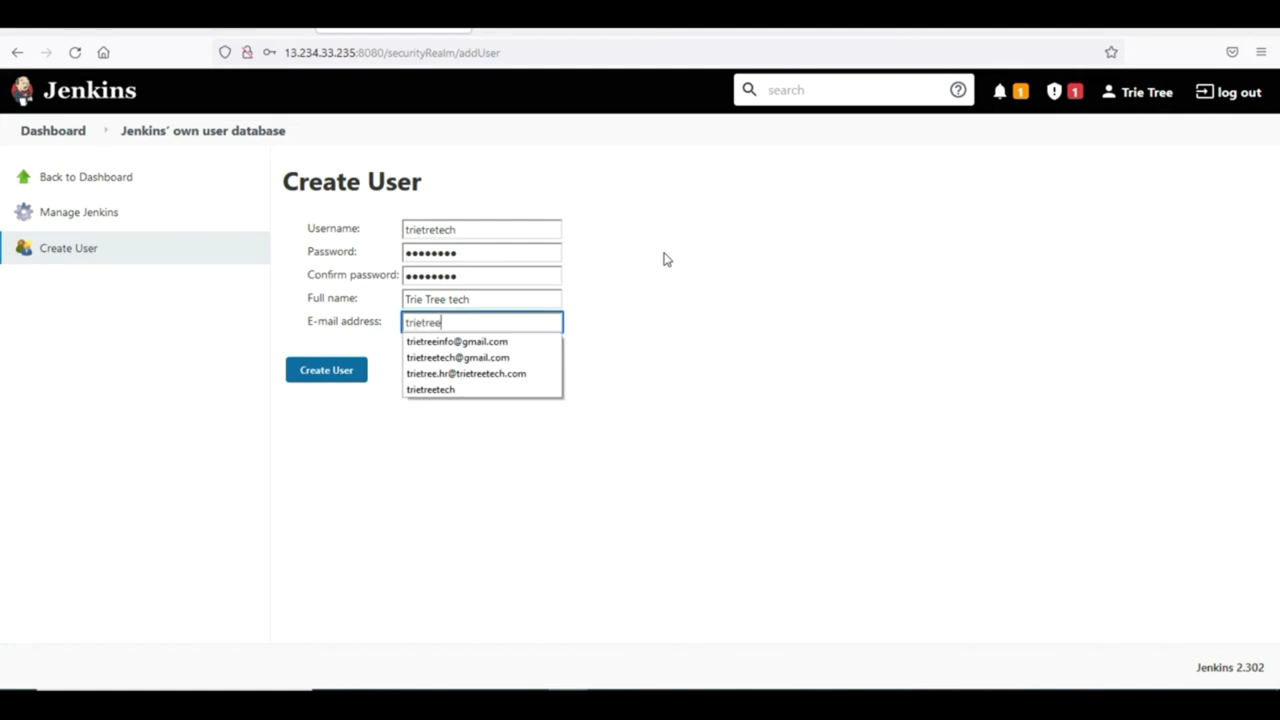 13.234.33.235:8080/securityRealm/addUser
Jenkins
search
1
1
Trie Tree
log out
Dashboard
Jenkins' own user database
Back to Dashboard
Manage Jenkins
Create User
Create User
Username:
trietretech
Password:
••••••••
Confirm password:
••••••••
Full name:
Trie Tree tech
E-mail address:
trietree
trietreeinfo@gmail.com
trietreetech@gmail.com
trietree.hr@trietreetech.com
trietreetech
Create User
Jenkins 2.302